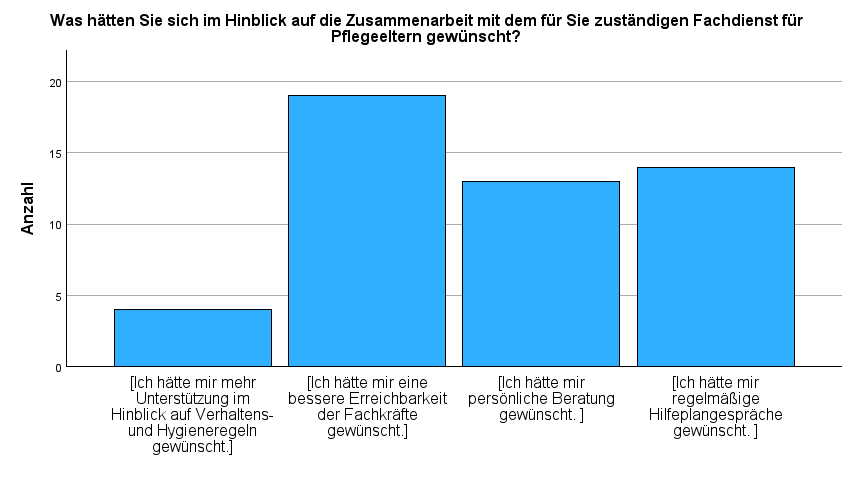 Was hätten Sie sich im Hinblick auf die Zusammenarbeit mit dem für Sie zuständigen Fachdienst für
Pflegeeltern gewünscht?
20
15
10
5
0
Anzahl
[Ich hätte mir mehr
Unterstützung im
Hinblick auf Verhaltens-
und Hygieneregeln
gewünscht.]
[Ich hätte mir eine
bessere Erreichbarkeit
der Fachkräfte
gewünscht.]
[Ich hätte mir
persönliche Beratung
gewünscht. ]
[Ich hätte mir
regelmäßige
Hilfeplangespräche
gewünscht. ]